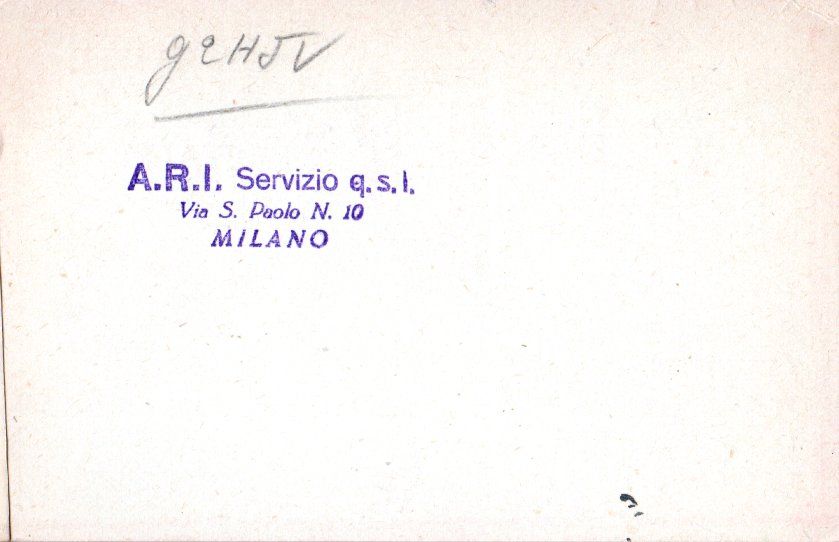 g2HJV
A.R.I. Servizio q.s.l.
Via S. Paolo N. 10
MILANO